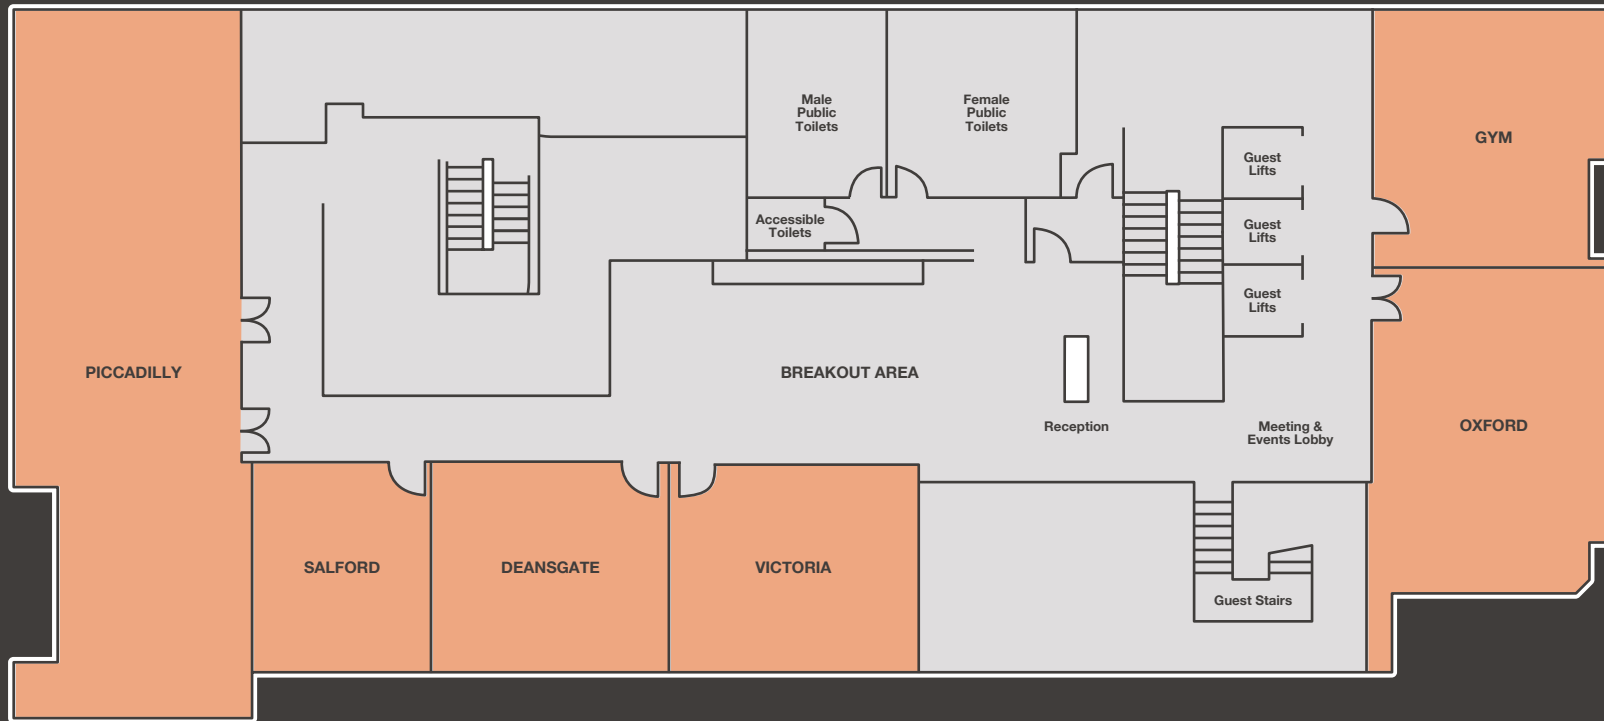 Male
Public
Toilets
Female
Public
Toilets
GYM
Guest
Lifts
Accessible
Toilets
Guest
Lifts
Guest
Lifts
PICCADILLY
BREAKOUT AREA
Reception
Meeting &
Events Lobby
OXFORD
SALFORD
DEANSGATE
VICTORIA
Guest Stairs